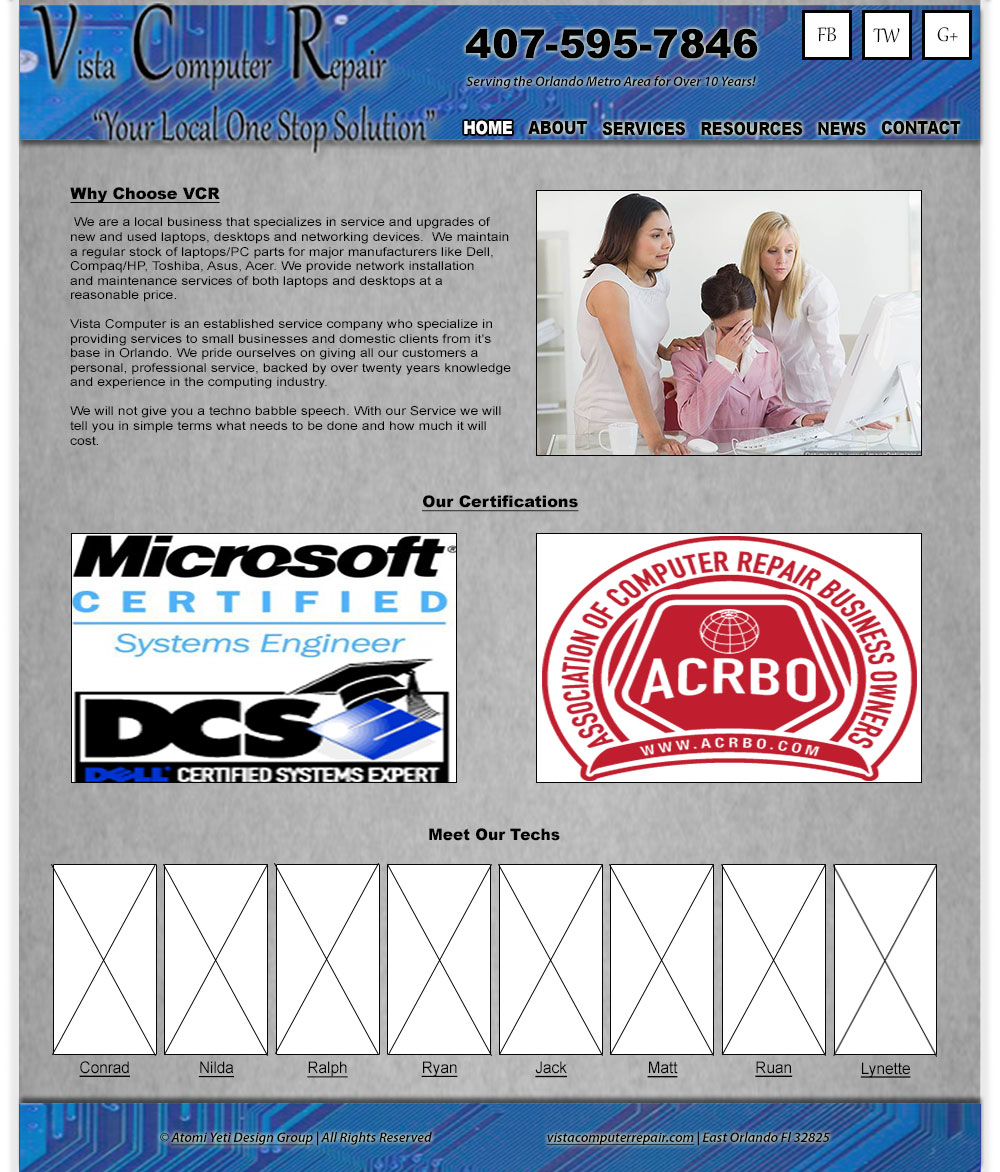 Vista Computer Repair
"Your Local One Stop Solution"
407-595-7846
Serving the Orlando Metro Area for Over 10 Years!
FB TW G+
HOME ABOUT SERVICES RESOURCES NEWS CONTACT
Why Choose VCR
We are a local business that specializes in service and upgrades of
new and used laptops, desktops and networking devices. We maintain
a regular stock of laptops/PC parts for major manufacturers like Dell,
Compaq/HP, Toshiba, Asus, Acer. We provide network installation
and maintenance services of both laptops and desktops at a
reasonable price.
Vista Computer is an established service company who specialize in
providing services to small businesses and domestic clients from it's
base in Orlando. We pride ourselves on giving all our customers a
personal, professional service, backed by over twenty years knowledge
and experience in the computing industry.
We will not give you a techno babble speech. With our Service we will
tell you in simple terms what needs to be done and how much it will
cost.
Our Certifications
Microsoft®
CERTIFIED
Systems Engineer
DCSE
DELL CERTIFIED SYSTEMS EXPERT
ASSOCIATION OF COMPUTER REPAIR BUSINESS OWNERS
ACRBO
WWW.ACRBO.COM
Meet Our Techs
Conrad Nilda Ralph Ryan Jack Matt Ruan Lynette
© Atomi Yeti Design Group | All Rights Reserved
vistacomputerrepair.com | East Orlando Fl 32825